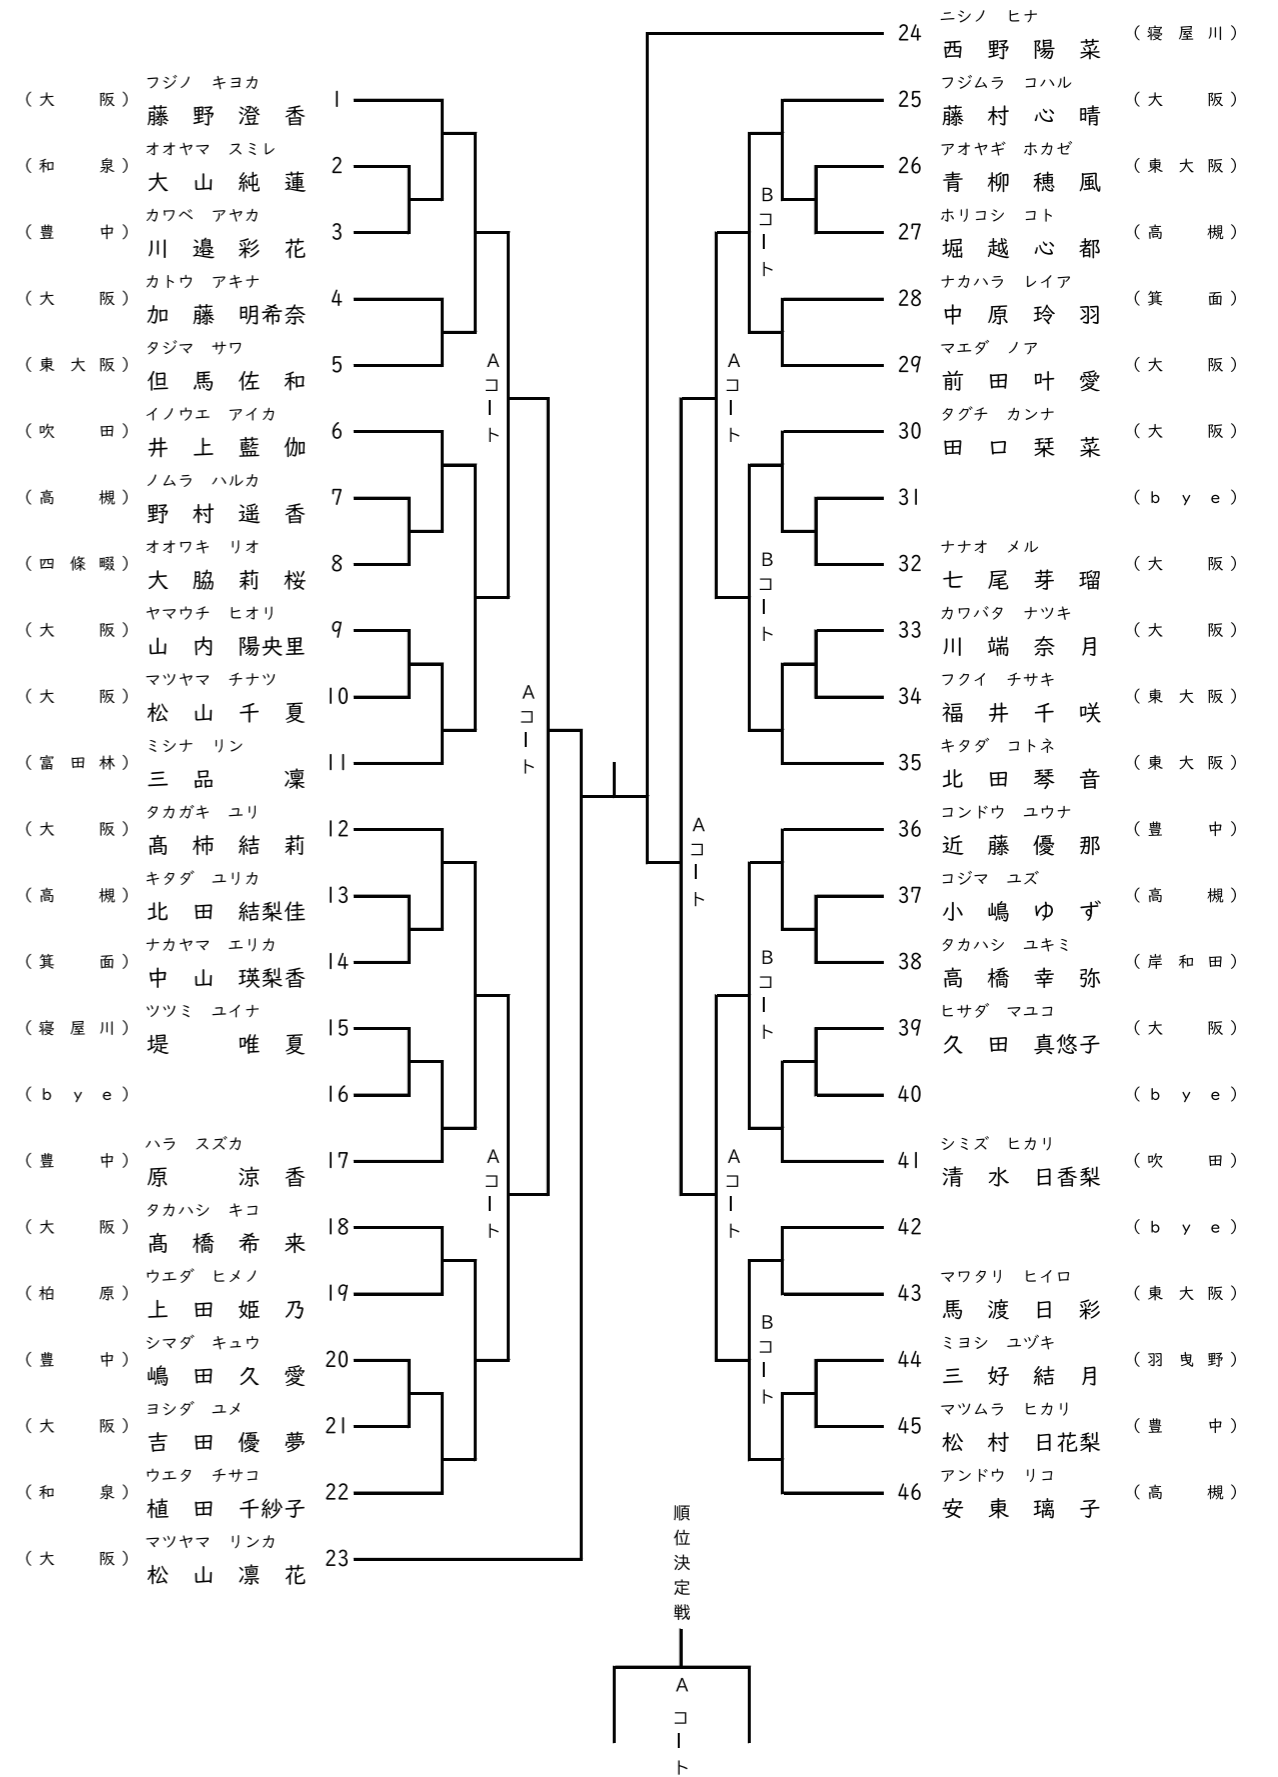 フジノ キヨカ
(大 阪) 藤野澄香 1
オオヤマ スミレ
(和 泉) 大山純蓮 2
カワベ アヤカ
(豊 中) 川邉彩花 3
カトウ アキナ
(大 阪) 加藤明希奈 4
タジマ サワ
(東大阪) 但馬佐和 5
イノウエ アイカ
(吹 田) 井上藍伽 6
ノムラ ハルカ
(高 槻) 野村遥香 7
オオワキ リオ
(四條畷) 大脇莉桜 8
ヤマウチ ヒオリ
(大 阪) 山内陽央里 9
マツヤマ チナツ
(大 阪) 松山千夏 10
ミシナ リン
(富田林) 三品 凜 11
タカガキ ユリ
(大 阪) 髙柿結莉 12
キタダ ユリカ
(高 槻) 北田結梨佳 13
ナカヤマ エリカ
(箕 面) 中山瑛梨香 14
ツツミ ユイナ
(寝屋川) 堤 唯夏 15
(bye) 16
ハラ スズカ
(豊 中) 原 涼香 17
タカハシ キコ
(大 阪) 髙橋希来 18
ウエダ ヒメノ
(柏 原) 上田姫乃 19
シマダ キュウ
(豊 中) 嶋田久愛 20
ヨシダ ユメ
(大 阪) 吉田優夢 21
ウエタ チサコ
(和 泉) 植田千紗子 22
マツヤマ リンカ
(大 阪) 松山凛花 23
Aコート
Aコート
Aコート
ニシノ ヒナ
24 西野陽菜 (寝屋川)
フジムラ コハル
25 藤村心晴 (大 阪)
アオヤギ ホカゼ
26 青柳穂風 (東大阪)
ホリコシ コト
27 堀越心都 (高 槻)
ナカハラ レイア
28 中原玲羽 (箕 面)
マエダ ノア
29 前田叶愛 (大 阪)
タグチ カンナ
30 田口栞菜 (大 阪)
31 (bye)
ナナオ メル
32 七尾芽瑠 (大 阪)
カワバタ ナツキ
33 川端奈月 (大 阪)
フクイ チサキ
34 福井千咲 (東大阪)
キタダ コトネ
35 北田琴音 (東大阪)
コンドウ ユウナ
36 近藤優那 (豊 中)
コジマ ユズ
37 小嶋ゆず (高 槻)
タカハシ ユキミ
38 高橋幸弥 (岸和田)
ヒサダ マユコ
39 久田真悠子 (大 阪)
40 (bye)
シミズ ヒカリ
41 清水日香梨 (吹 田)
42 (bye)
マワタリ ヒイロ
43 馬渡日彩 (東大阪)
ミヨシ ユヅキ
44 三好結月 (羽曳野)
マツムラ ヒカリ
45 松村日花梨 (豊 中)
アンドウ リコ
46 安東璃子 (高 槻)
Bコート
Aコート
Bコート
Aコート
Bコート
Aコート
Bコート
順位決定戦
Aコート